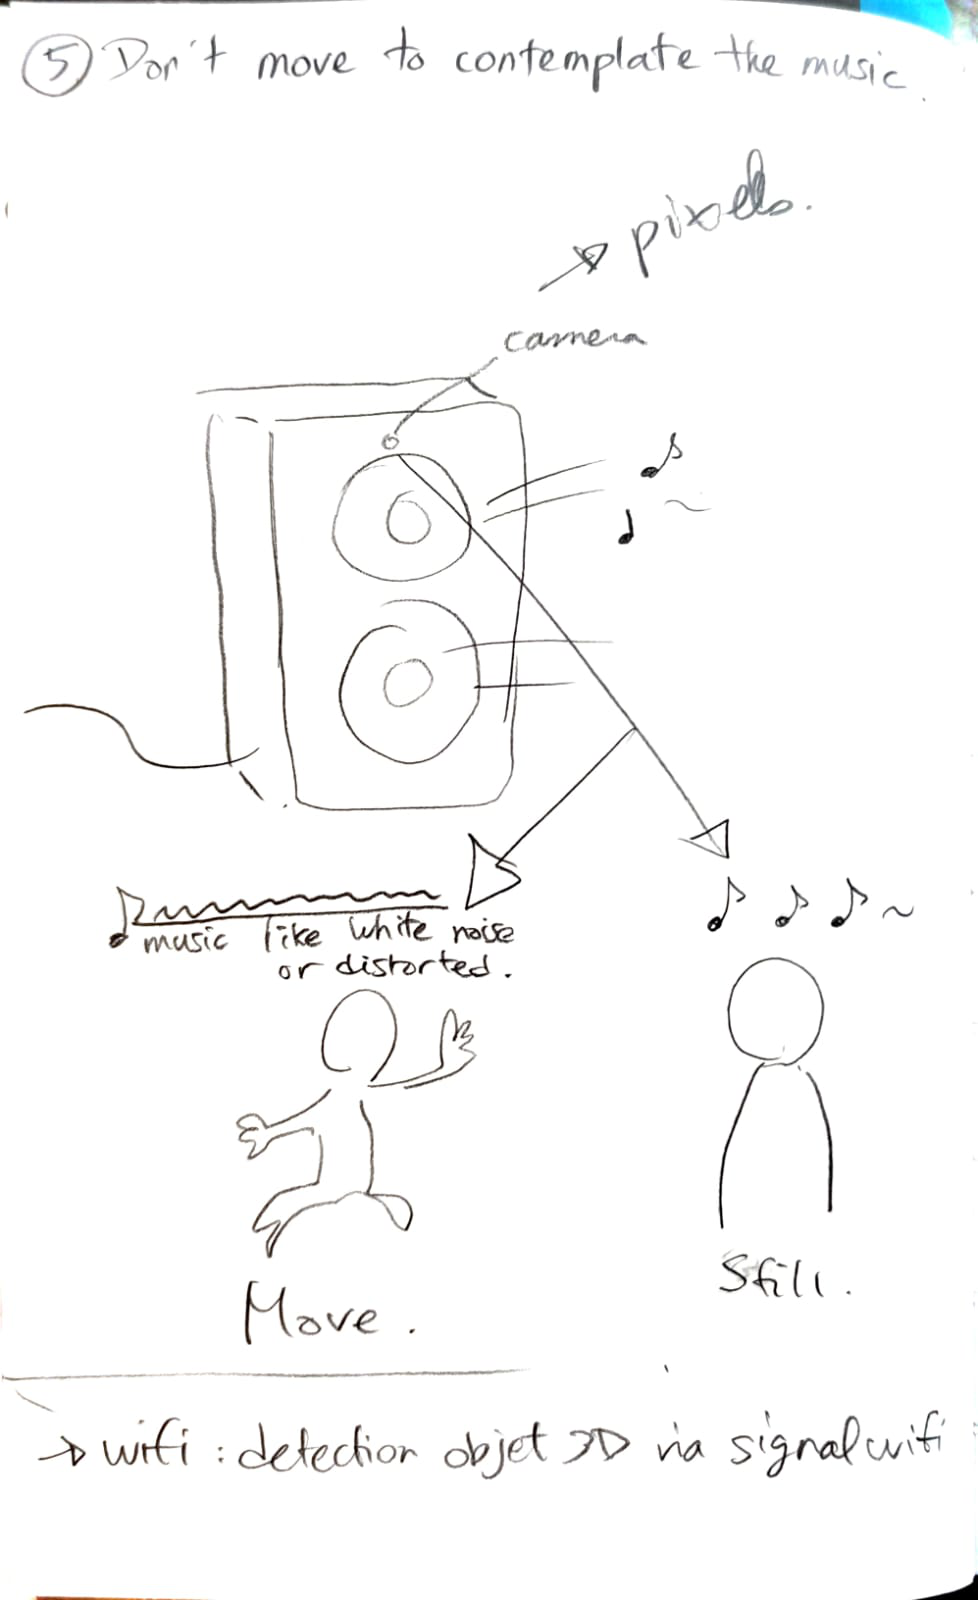 ⑤ Don't move to contemplate the music.
→ pixels.
camera
music like white noise
or distorted.
Move.
Still.
→ wifi : detection objet 3D via signal wifi